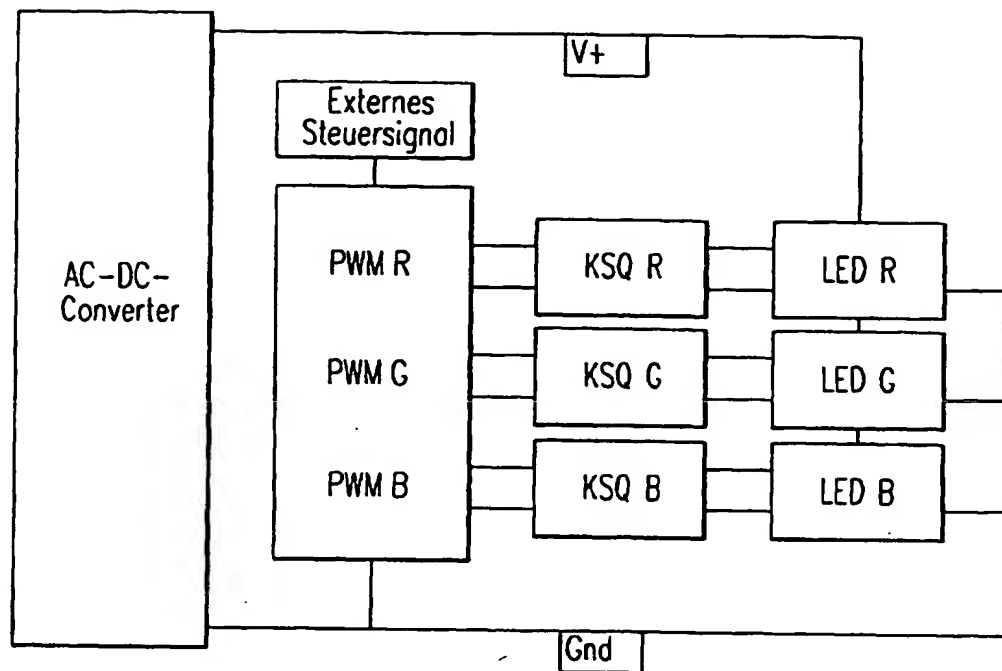 V+
Externes
Steuersignal
AC-DC-
Converter
PWM R
KSQ R
LED R
PWM G
KSQ G
LED G
PWM B
KSQ B
LED B
Gnd